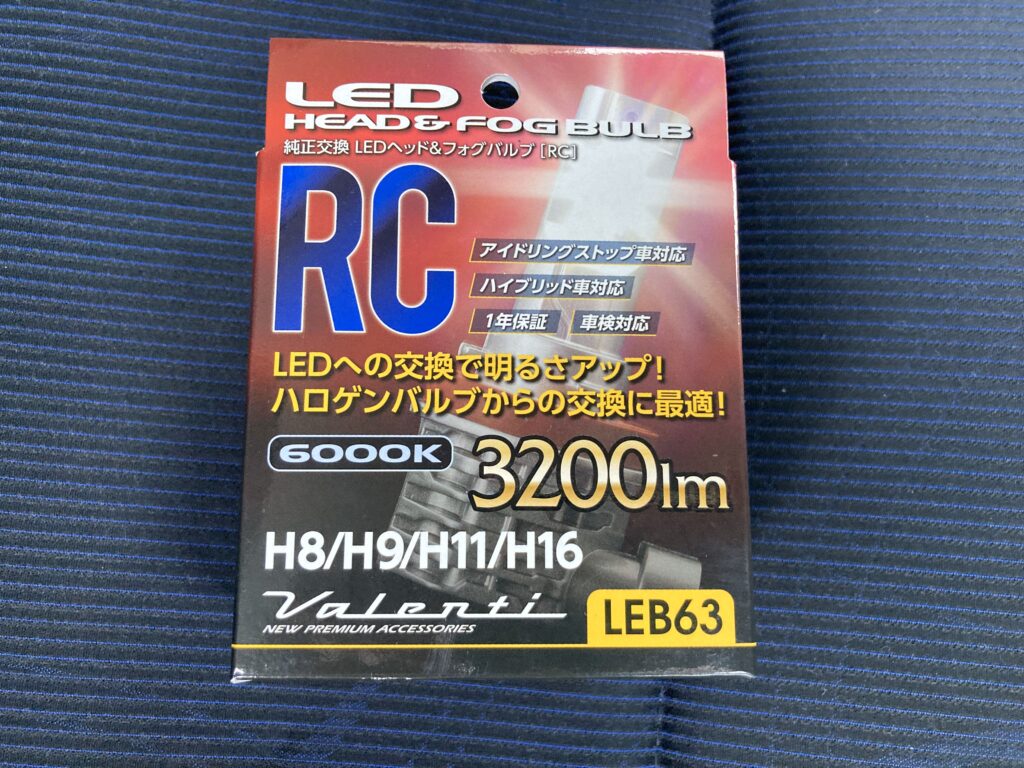 LED
HEAD & FOG BULB
純正交換 LEDヘッド&フォグバルブ [RC]
RC
アイドリングストップ車対応
ハイブリッド車対応
1年保証 車検対応
LEDへの交換で明るさアップ!
ハロゲンバルブからの交換に最適!
6000K 3200lm
H8/H9/H11/H16
Valenti
NEW PREMIUM ACCESSORIES
LEB63